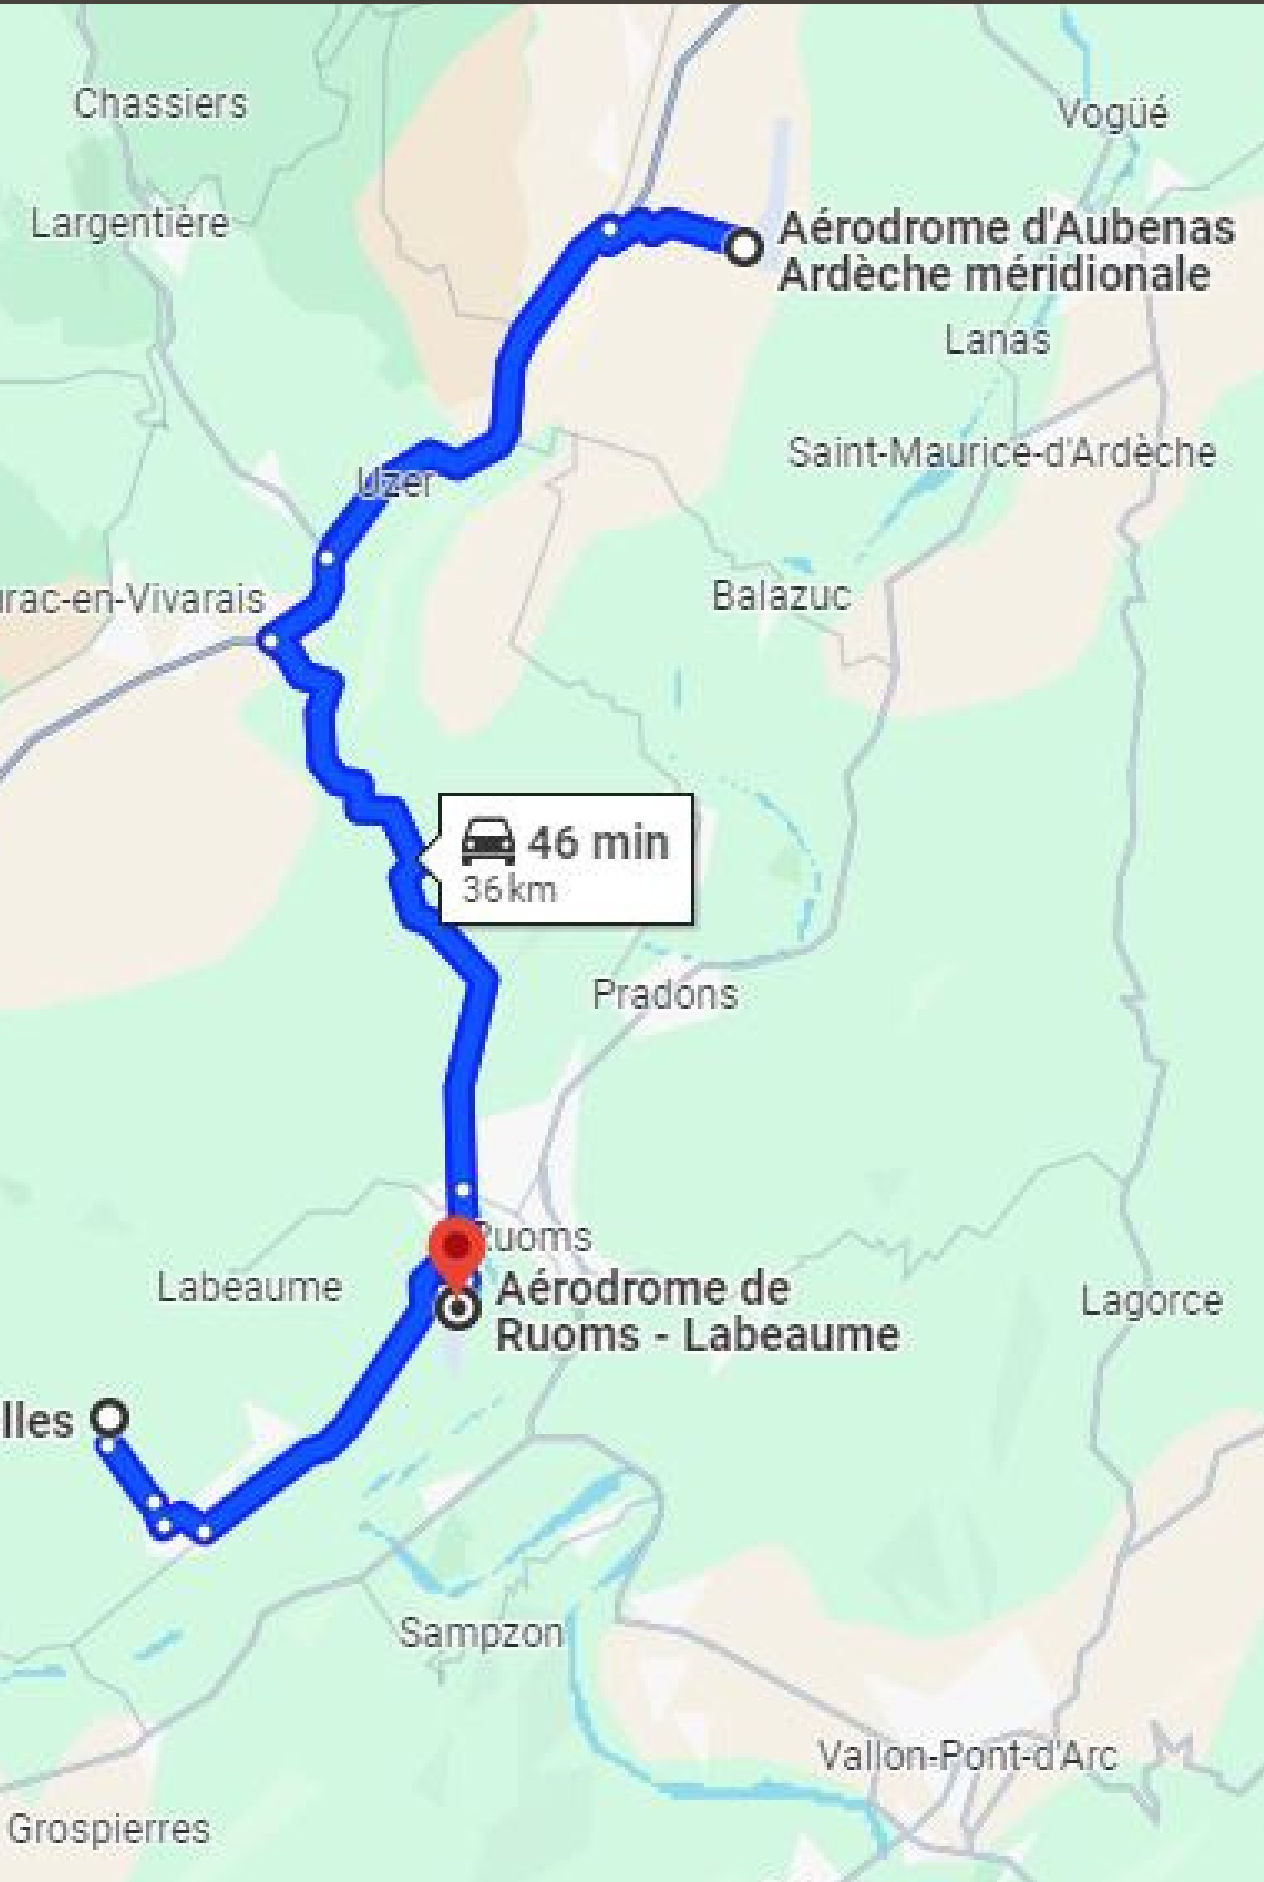 Chassiers
Vogüé
Largentière
Aérodrome d'Aubenas
Ardèche méridionale
Lanas
Saint-Maurice-d'Ardèche
Uzer
rac-en-Vivarais
Balazuc
46 min
36 km
Pradons
Ruoms
Labeaume
Aérodrome de
Ruoms - Labeaume
Lagorce
lles
Sampzon
Vallon-Pont-d'Arc
Grospierres